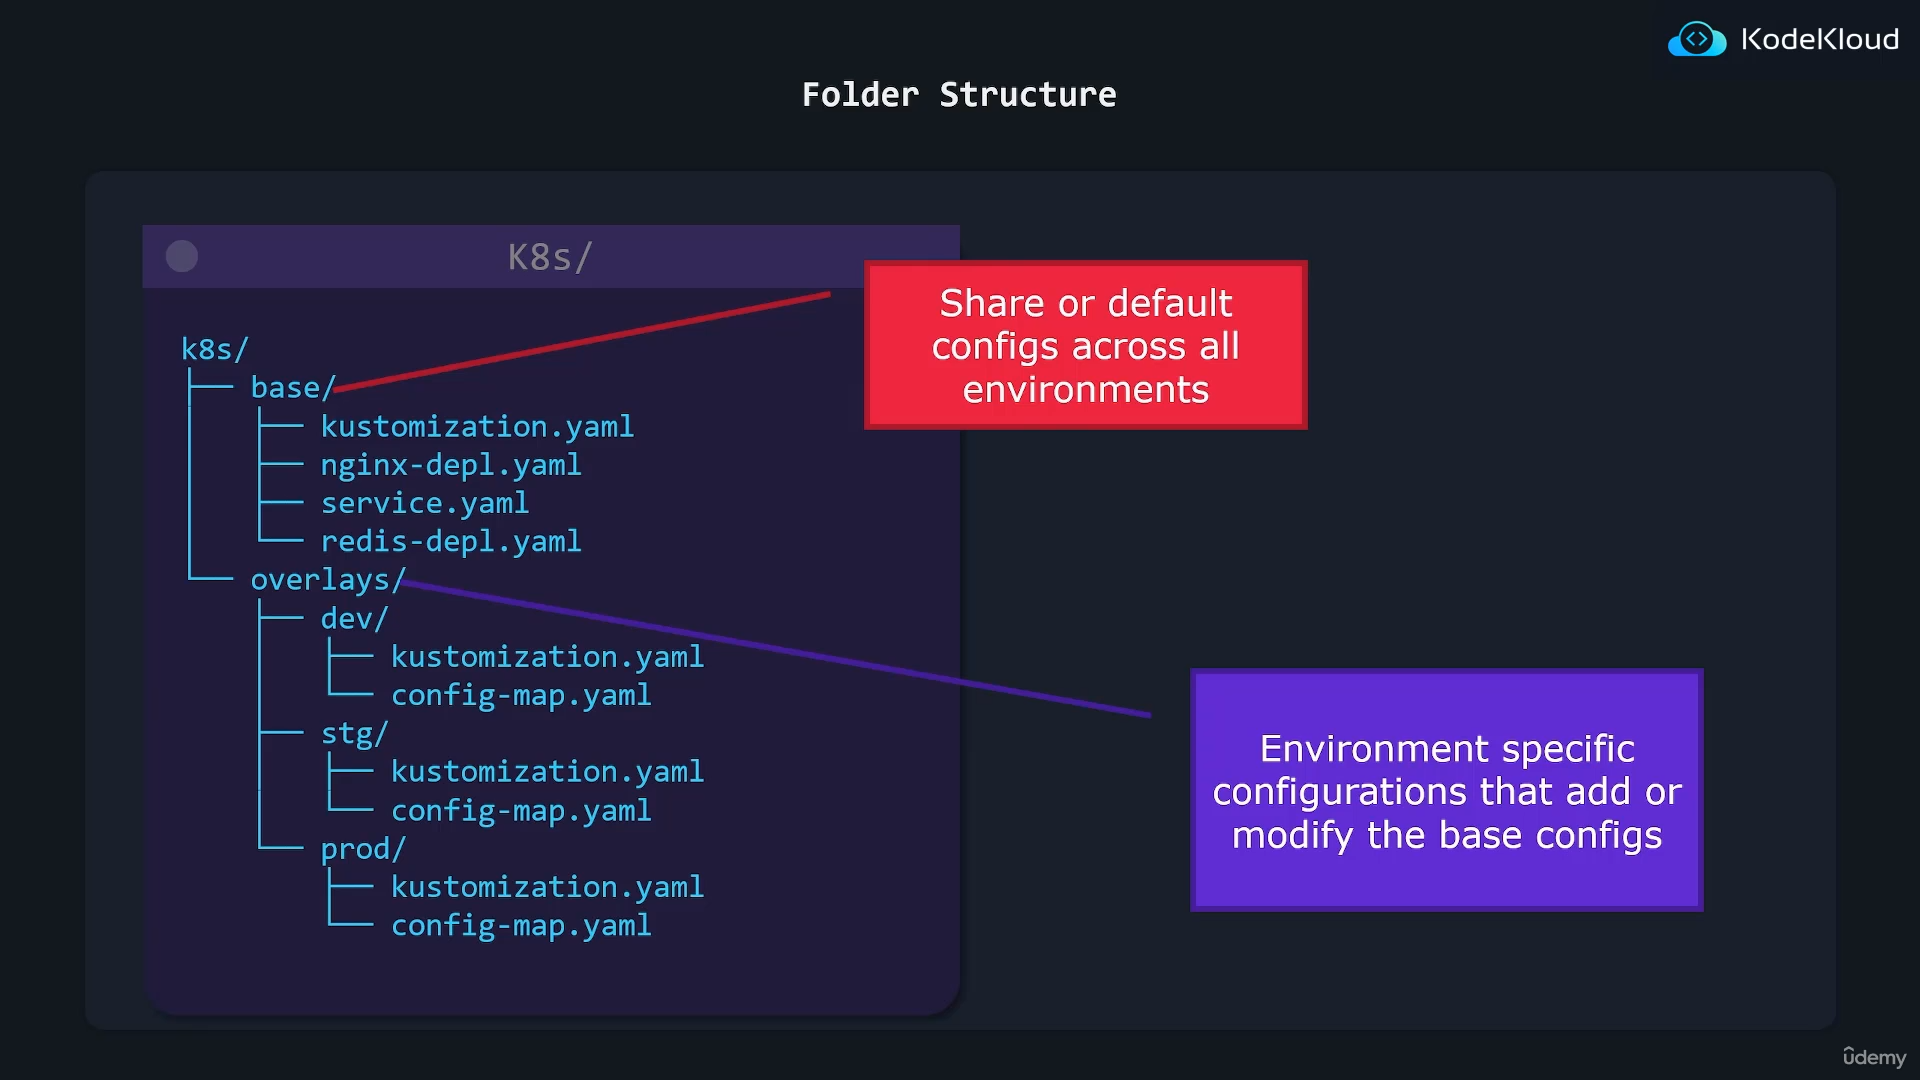 KodeKloud
Folder Structure
K8s/
k8s/
├── base/
│   ├── kustomization.yaml
│   ├── nginx-depl.yaml
│   ├── service.yaml
│   └── redis-depl.yaml
└── overlays/
    ├── dev/
    │   ├── kustomization.yaml
    │   └── config-map.yaml
    ├── stg/
    │   ├── kustomization.yaml
    │   └── config-map.yaml
    └── prod/
        ├── kustomization.yaml
        └── config-map.yaml
Share or default
configs across all
environments
Environment specific
configurations that add or
modify the base configs
ûdemy